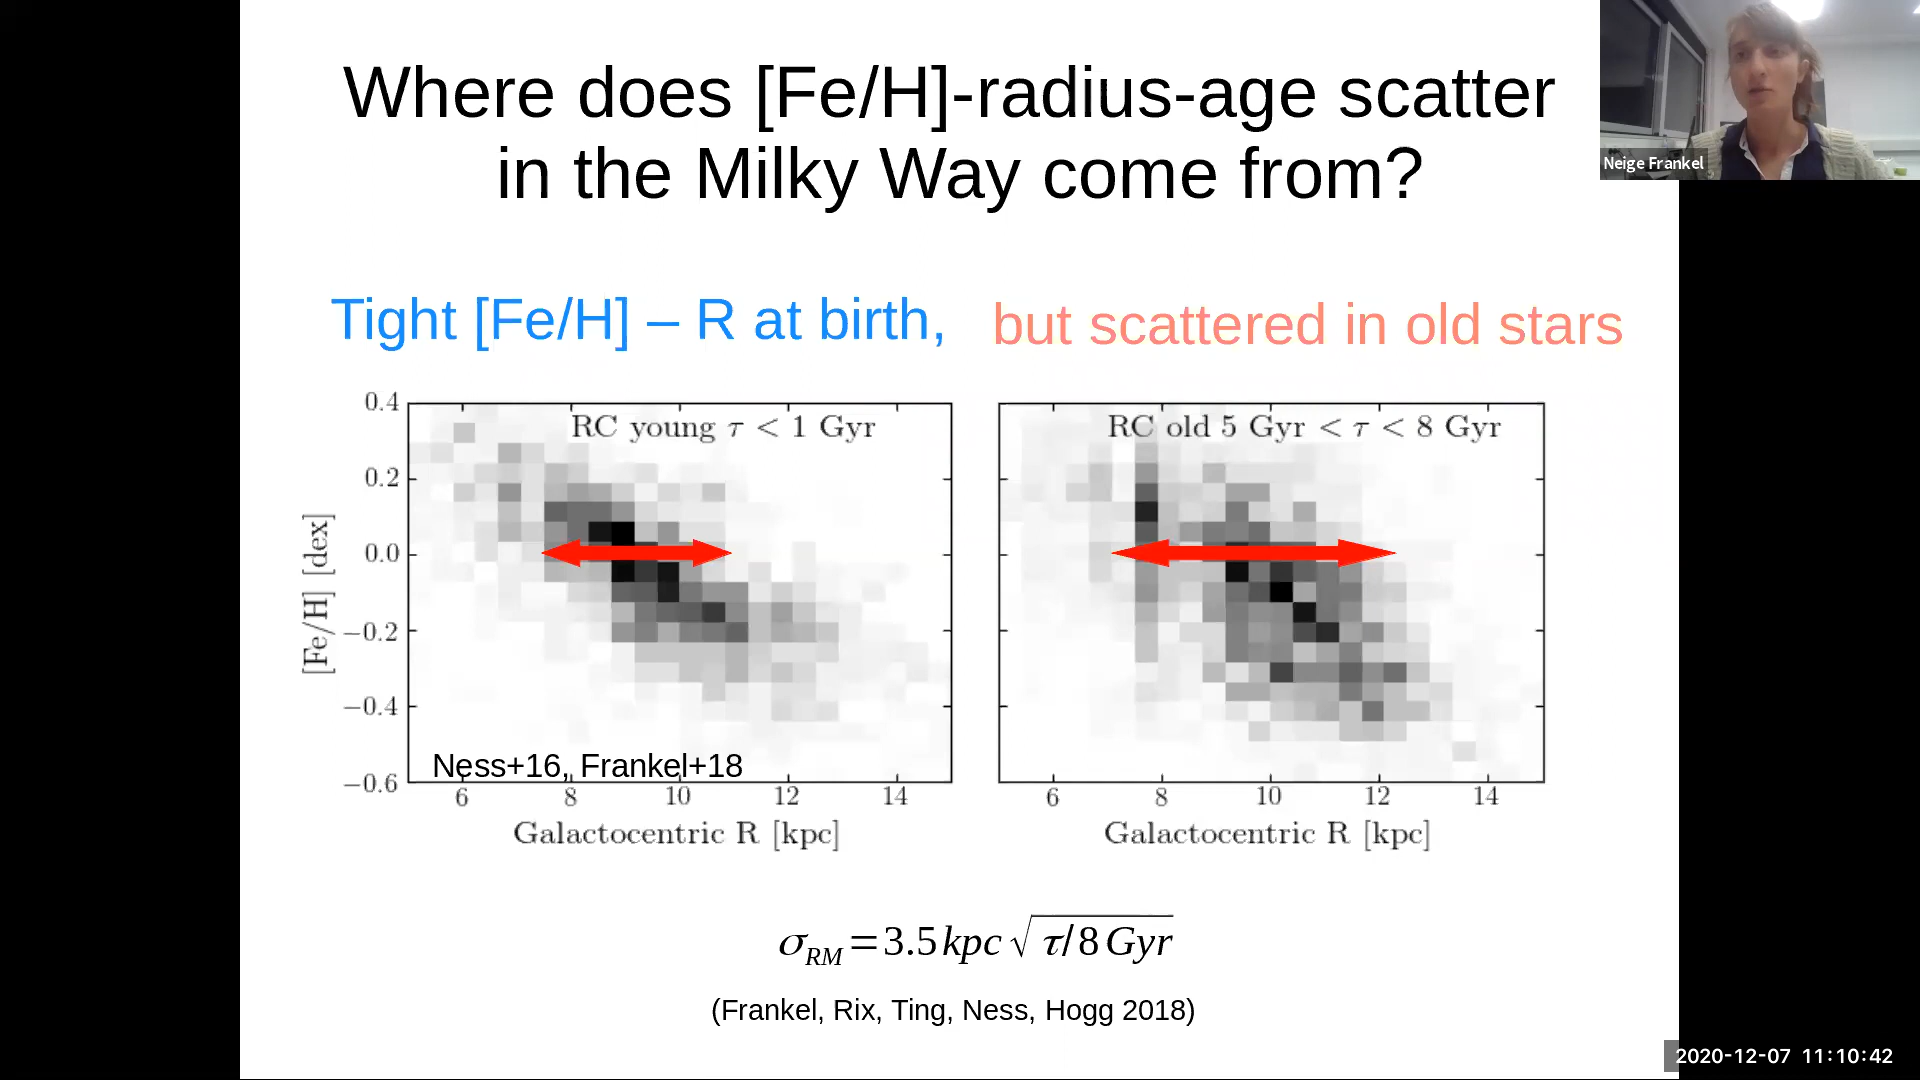 Where does [Fe/H]-radius-age scatter
in the Milky Way come from?
Neige Frankel
Tight [Fe/H] – R at birth,
but scattered in old stars
RC young τ < 1 Gyr
RC old 5 Gyr < τ < 8 Gyr
0.4
0.2
0.0
−0.2
−0.4
−0.6
[Fe/H] [dex]
Ness+16, Frankel+18
6 8 10 12 14
6 8 10 12 14
Galactocentric R [kpc]
Galactocentric R [kpc]
σ_RM = 3.5 kpc √τ/8 Gyr
(Frankel, Rix, Ting, Ness, Hogg 2018)
2020-12-07 11:10:42